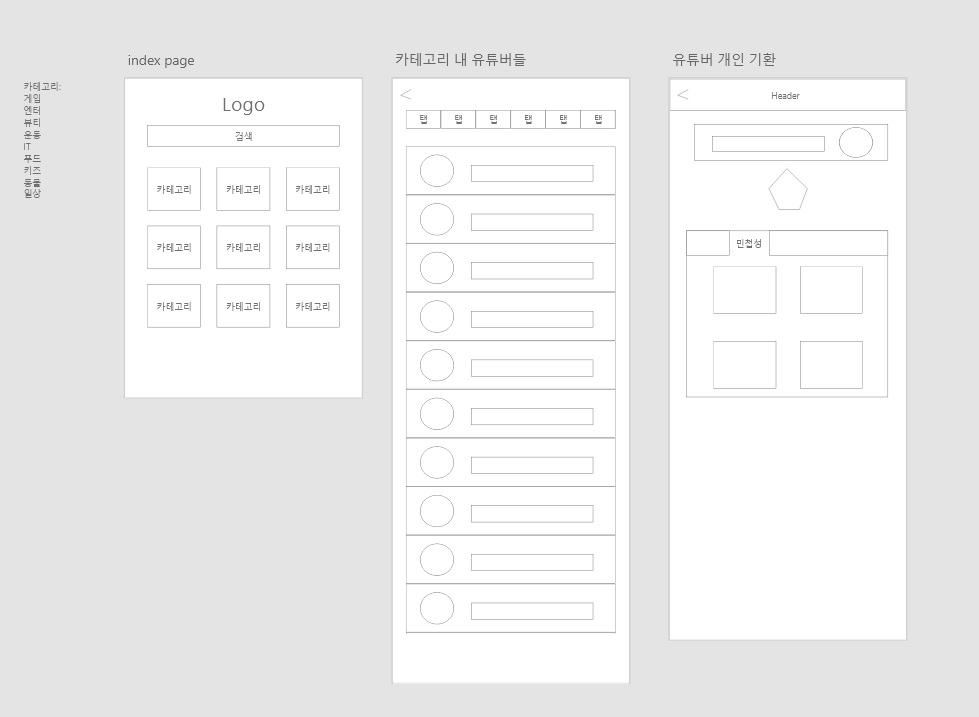 카테고리:
게임
엔터
뷰티
운동
IT
푸드
키즈
동물
일상
index page
Logo
검색
카테고리 카테고리 카테고리
카테고리 카테고리 카테고리
카테고리 카테고리 카테고리
카테고리 내 유튜버들
<
탭 탭 탭 탭 탭 탭
유튜버 개인 기환
< Header
민첩성